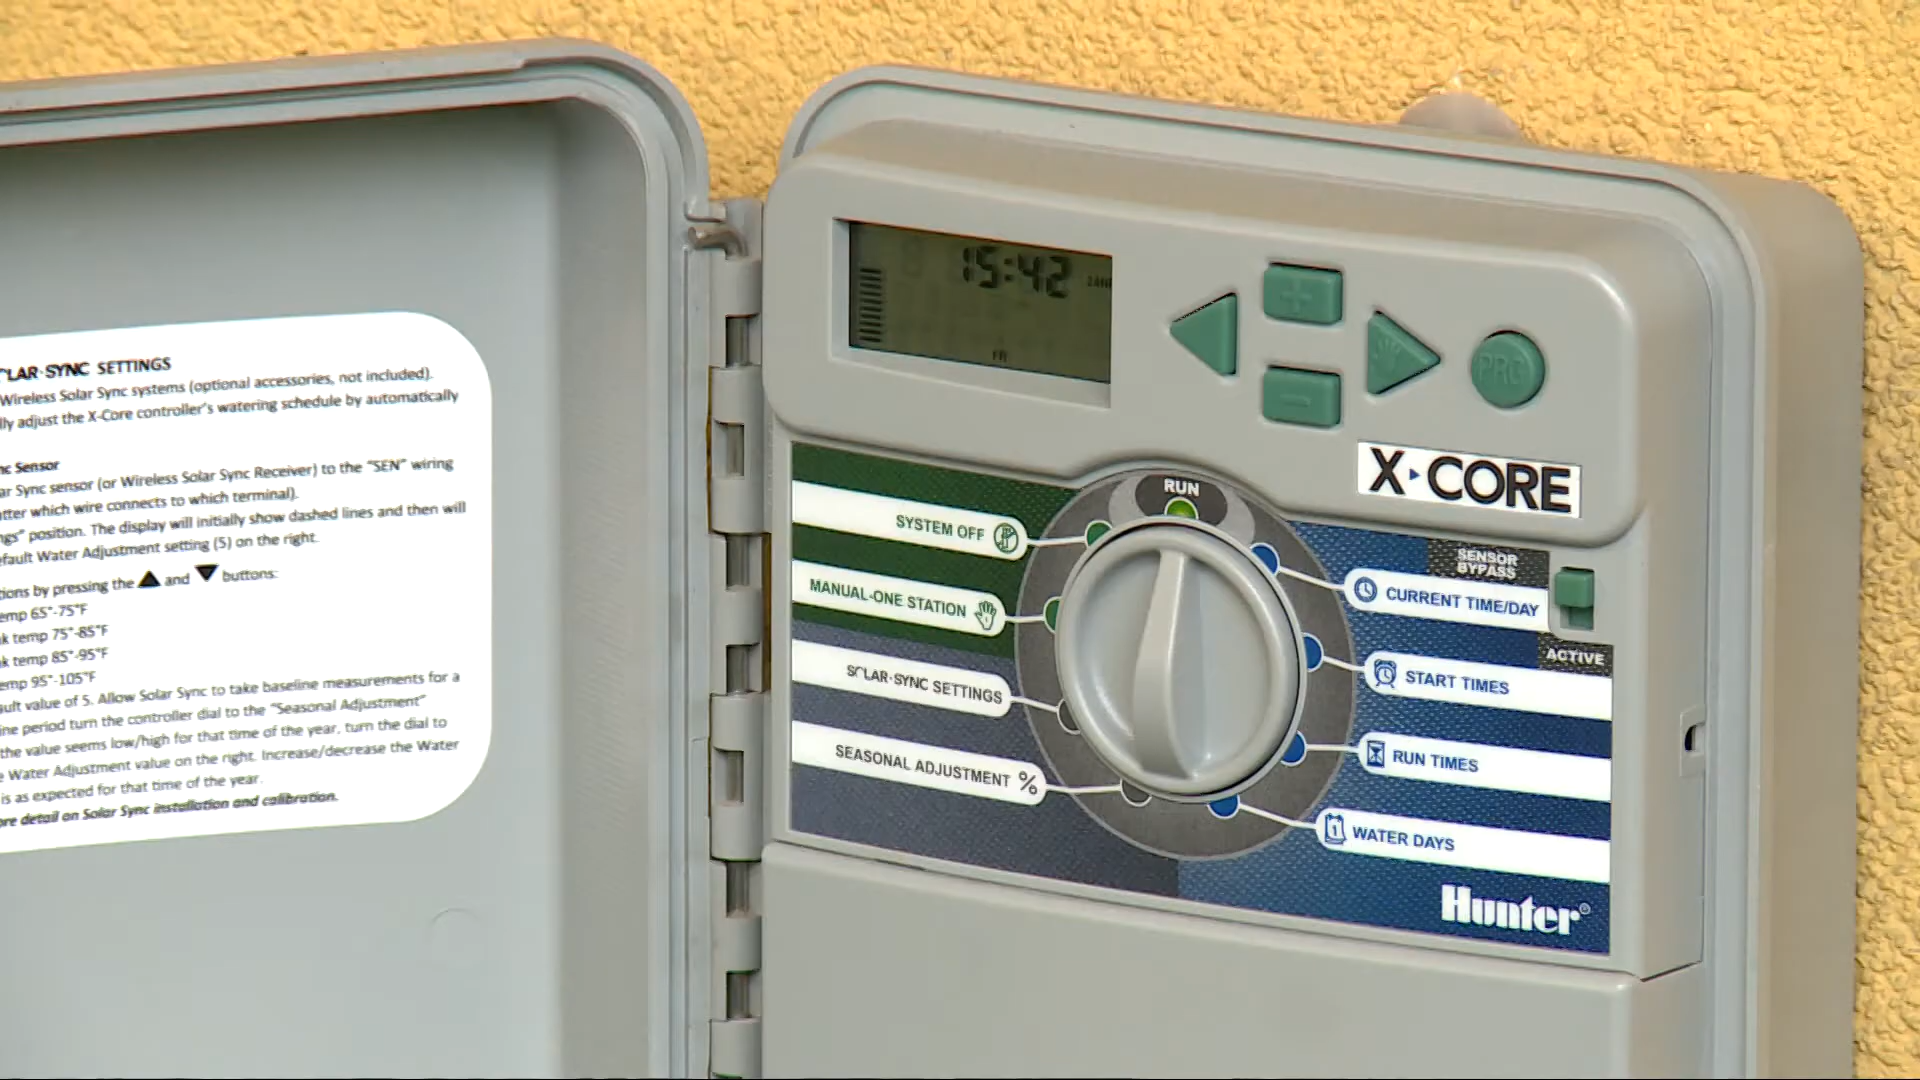 LAR-SYNC SETTINGS
Wireless Solar Sync systems (optional accessories, not included).
lly adjust the X-Core controller's watering schedule by automatically
nc Sensor
ar Sync sensor (or Wireless Solar Sync Receiver) to the "SEN" wiring
tter which wire connects to which terminal).
ngs" position. The display will initially show dashed lines and then will
efault Water Adjustment setting (5) on the right.
tions by pressing the ▲ and ▼ buttons:
emp 65°-75°F
k temp 75°-85°F
k temp 85°-95°F
emp 95°-105°F
ault value of 5. Allow Solar Sync to take baseline measurements for a
ine period turn the controller dial to the "Seasonal Adjustment"
the value seems low/high for that time of the year, turn the dial to
e Water Adjustment value on the right. Increase/decrease the Water
is as expected for that time of the year.
ore detail on Solar Sync installation and calibration.
15:42
FR
+
-
PRG
X-CORE
RUN
SYSTEM OFF
MANUAL-ONE STATION
SOLAR-SYNC SETTINGS
SEASONAL ADJUSTMENT %
SENSOR
BYPASS
CURRENT TIME/DAY
ACTIVE
START TIMES
RUN TIMES
1 WATER DAYS
Hunter®